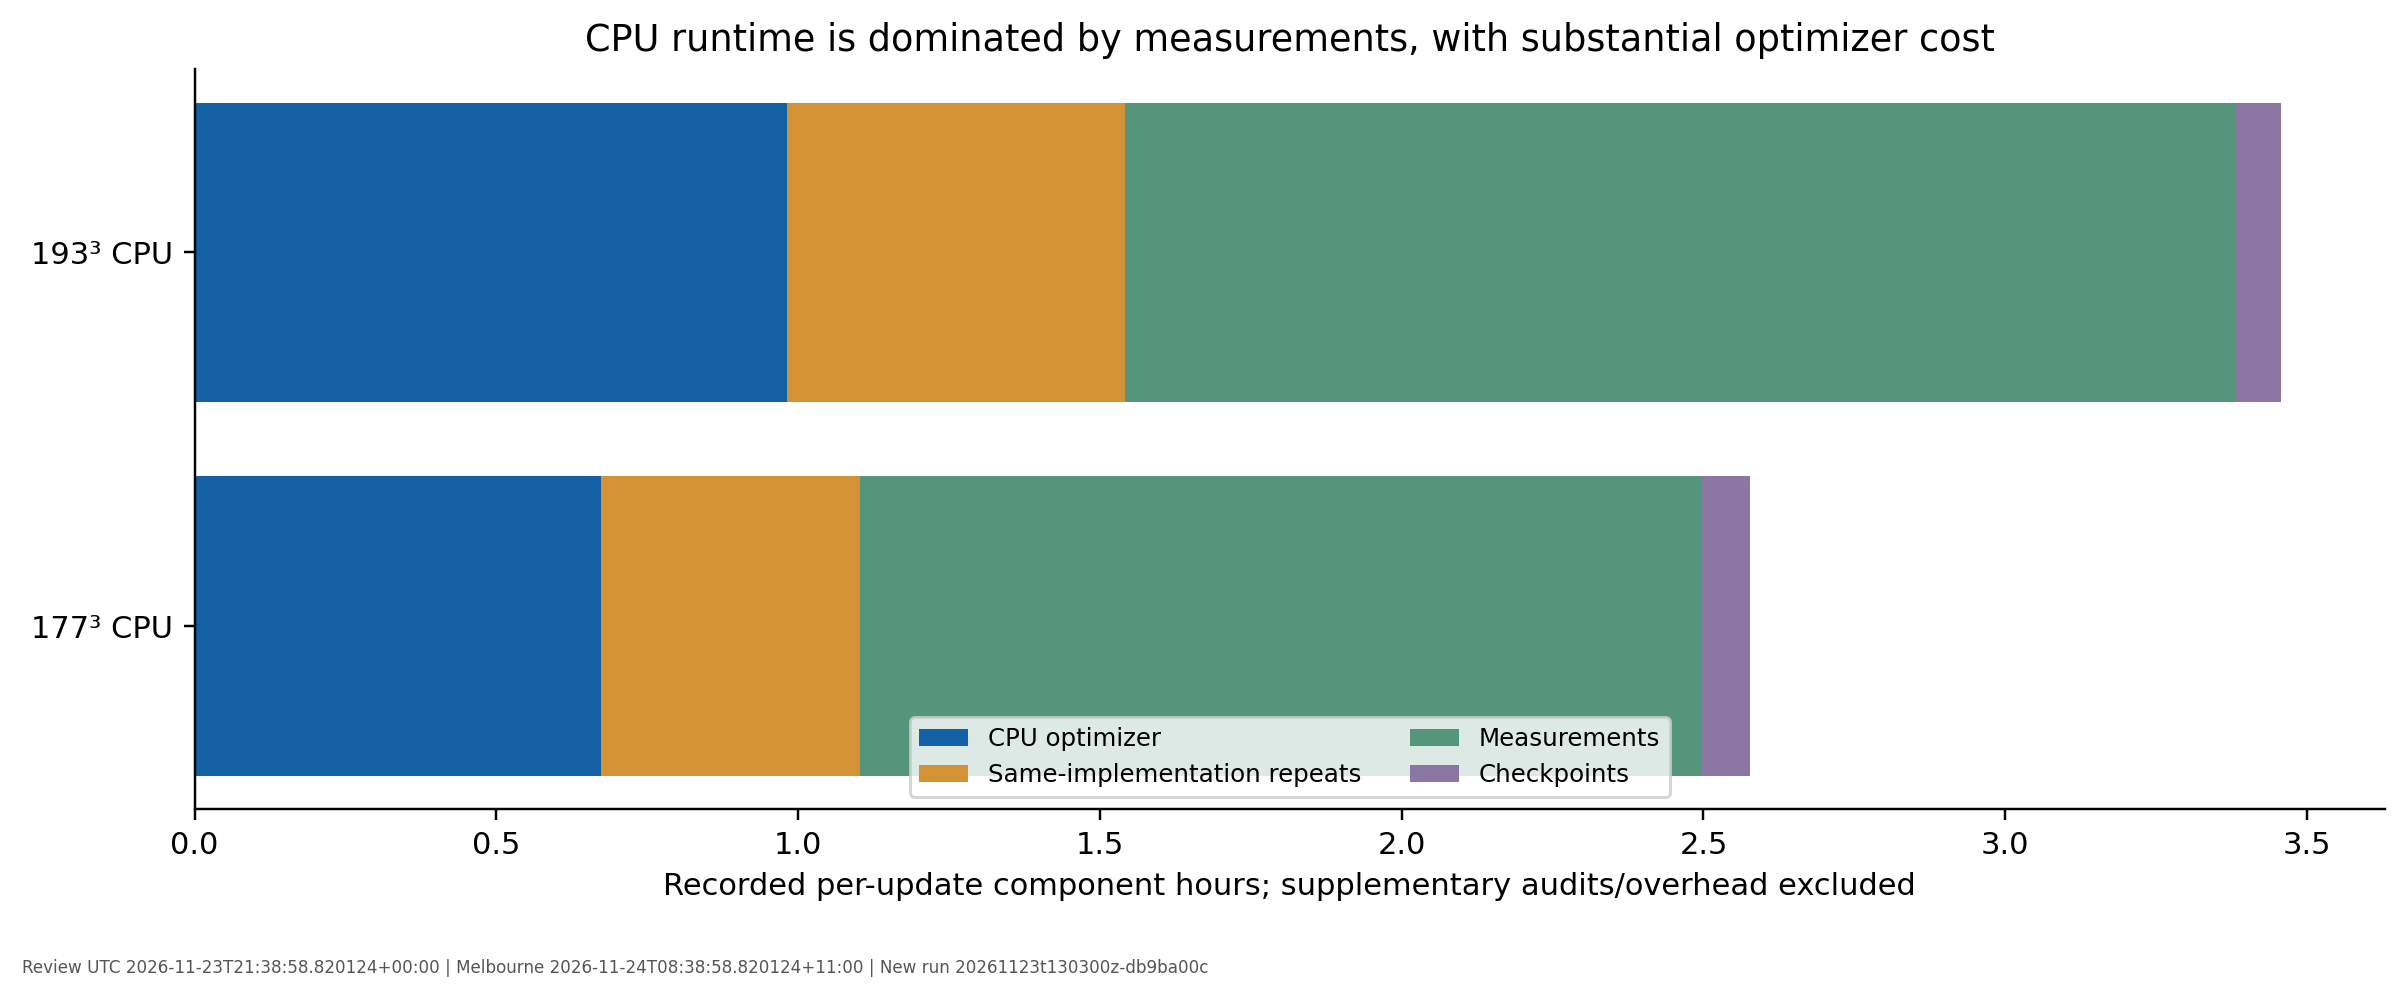 CPU runtime is dominated by measurements, with substantial optimizer cost
193³ CPU
177³ CPU
CPU optimizer
Same-implementation repeats
Measurements
Checkpoints
0.0 0.5 1.0 1.5 2.0 2.5 3.0 3.5
Recorded per-update component hours; supplementary audits/overhead excluded
Review UTC 2026-11-23T21:38:58.820124+00:00 | Melbourne 2026-11-24T08:38:58.820124+11:00 | New run 20261123t130300z-db9ba00c